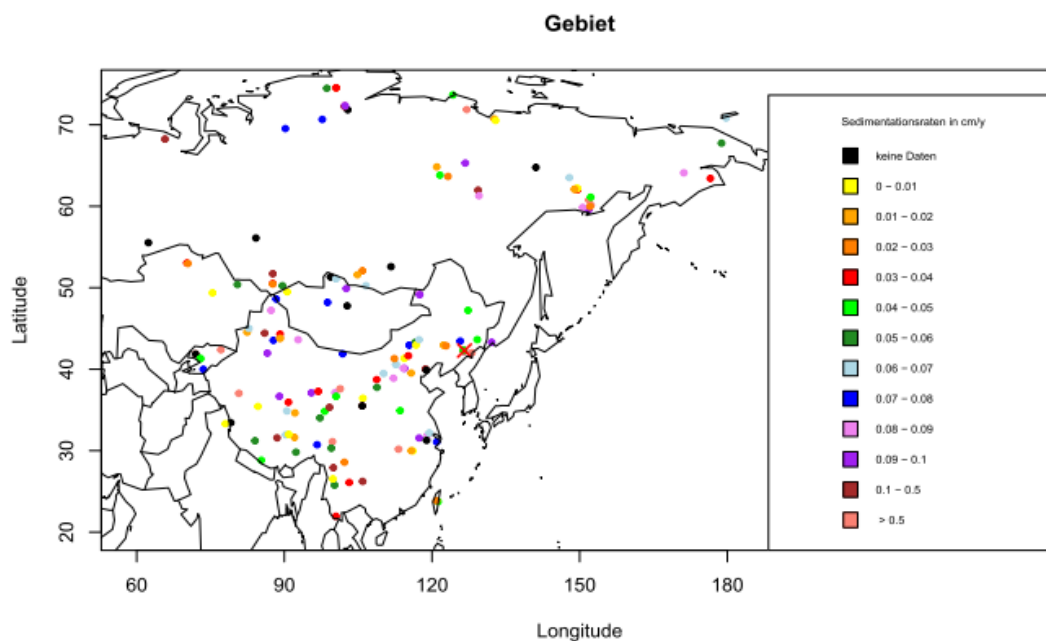 Gebiet
Latitude
70
60
50
40
30
20
60
90
120
150
180
Longitude
Sedimentationsraten in cm/y
keine Daten
0 − 0.01
0.01 − 0.02
0.02 − 0.03
0.03 − 0.04
0.04 − 0.05
0.05 − 0.06
0.06 − 0.07
0.07 − 0.08
0.08 − 0.09
0.09 − 0.1
0.1 − 0.5
> 0.5